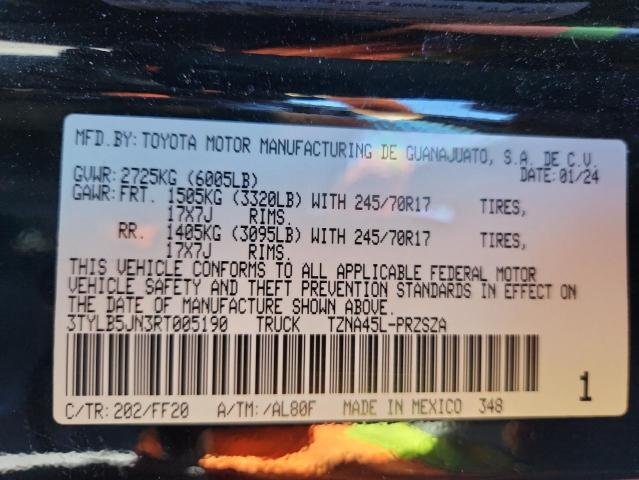 MFD.BY: TOYOTA MOTOR MANUFACTURING DE GUANAJUATO, S.A. DE C.V.
GVWR: 2725KG (6005LB) DATE: 01/24
GAWR: FRT. 1505KG (3320LB) WITH 245/70R17 TIRES,
17X7J RIMS.
RR. 1405KG (3095LB) WITH 245/70R17 TIRES,
17X7J RIMS.
THIS VEHICLE CONFORMS TO ALL APPLICABLE FEDERAL MOTOR
VEHICLE SAFETY AND THEFT PREVENTION STANDARDS IN EFFECT ON
THE DATE OF MANUFACTURE SHOWN ABOVE.
3TYLB5JN3RT005190 TRUCK TZNA45L-PRZSZA
1
C/TR: 202/FF20 A/TM: /AL80F MADE IN MEXICO 348